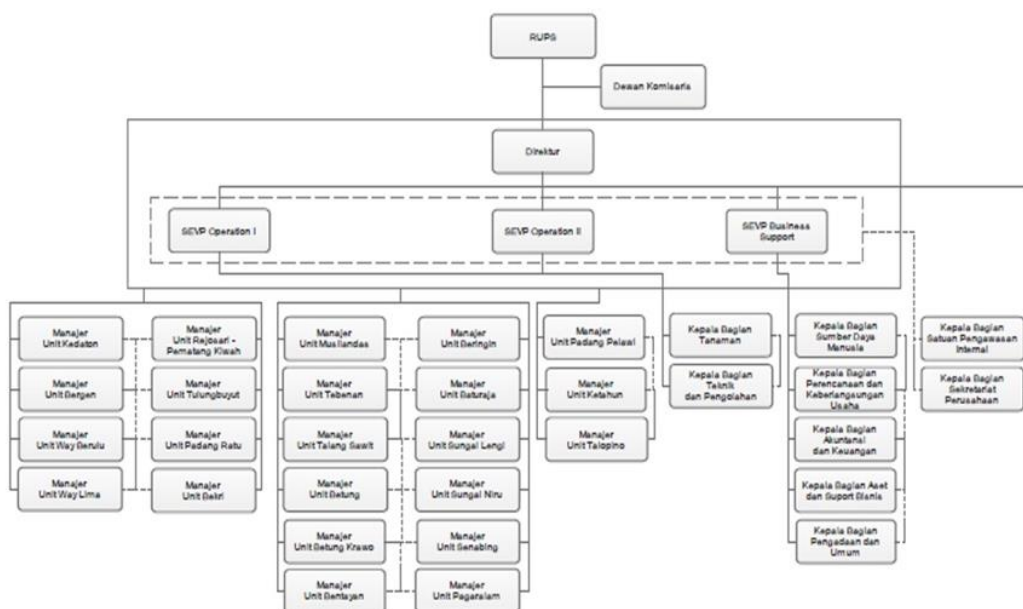 RUPS
Dewan Komisaris
Direktur
SEVP Operation I
SEVP Operation II
SEVP Business
Support
Manajer
Unit Kedaton
Manajer
Unit Rejosari -
Pematang Kiwah
Manajer
Unit Bergen
Manajer
Unit Tulungbuyut
Manajer
Unit Way Berulu
Manajer
Unit Padang Ratu
Manajer
Unit Way Lima
Manajer
Unit Bekri
Manajer
Unit Musilandas
Manajer
Unit Beringin
Manajer
Unit Tebenan
Manajer
Unit Baturaja
Manajer
Unit Talang Sawit
Manajer
Unit Sungai Lengi
Manajer
Unit Betung
Manajer
Unit Sungai Niru
Manajer
Unit Betung Krawo
Manajer
Unit Senabing
Manajer
Unit Bentayan
Manajer
Unit Pagaralam
Manajer
Unit Padang Pelawi
Manajer
Unit Ketahun
Manajer
Unit Talopino
Kepala Bagian
Tanaman
Kepala Bagian
Teknik
dan Pengolahan
Kepala Bagian
Sumber Daya
Manusia
Kepala Bagian
Perencanaan dan
Keberlangsungan
Usaha
Kepala Bagian
Akuntansi
dan Keuangan
Kepala Bagian Aset
dan Suport Bisnis
Kepala Bagian
Pengadaan dan
Umum
Kepala Bagian
Satuan Pengawasan
Internal
Kepala Bagian
Sekretariat
Perusahaan